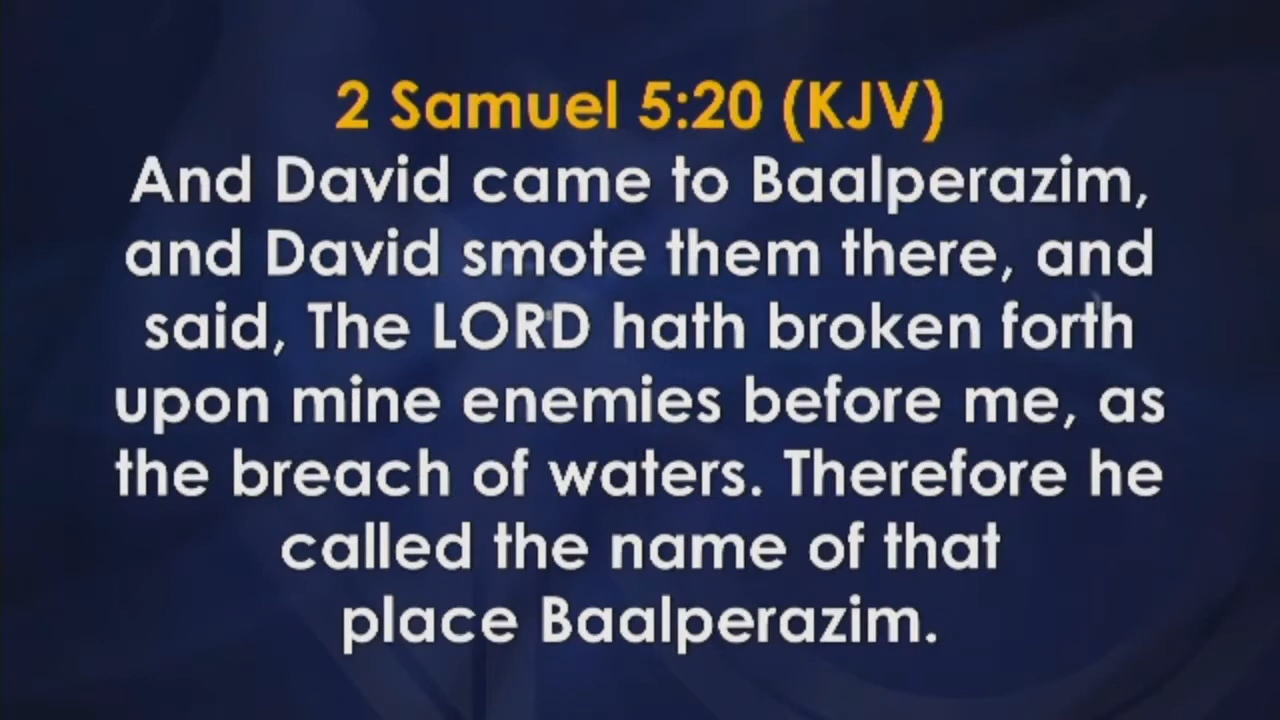 2 Samuel 5:20 (KJV)
And David came to Baalperazim,
and David smote them there, and
said, The LORD hath broken forth
upon mine enemies before me, as
the breach of waters. Therefore he
called the name of that
place Baalperazim.